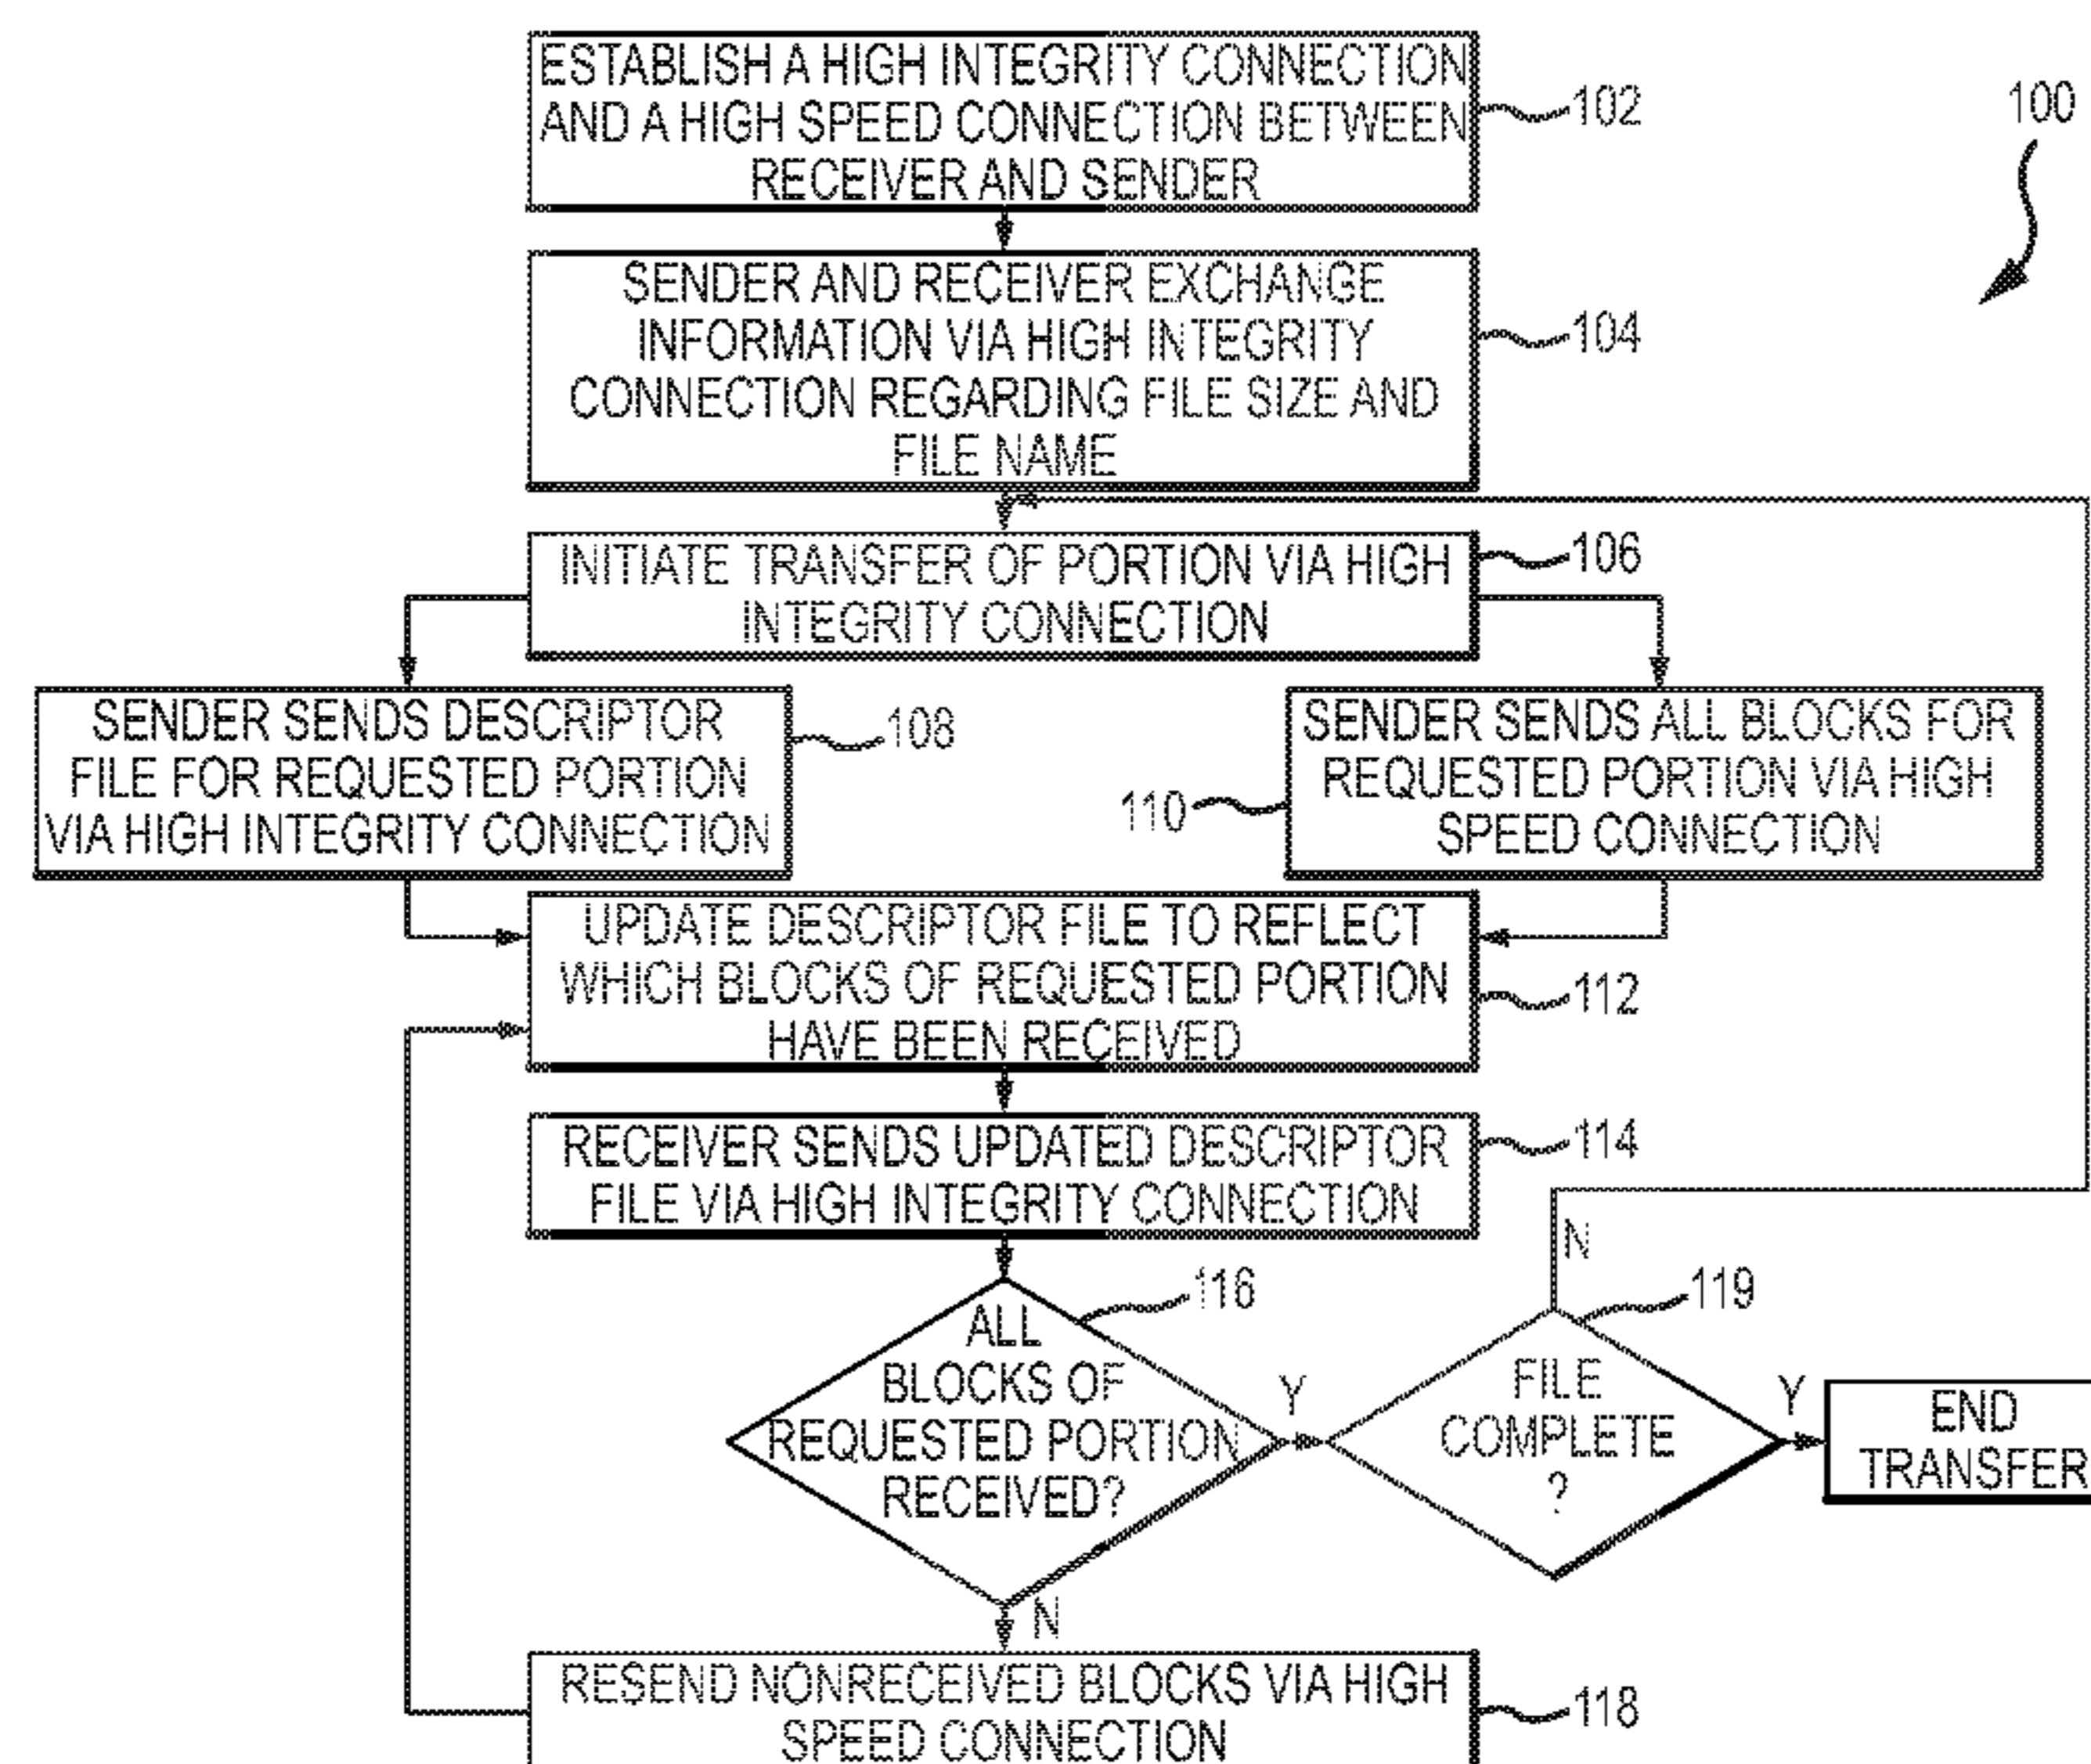 ESTABLISH A HIGH INTEGRITY CONNECTION
AND A HIGH SPEED CONNECTION BETWEEN
RECEIVER AND SENDER
102
100
SENDER AND RECEIVER EXCHANGE
INFORMATION VIA HIGH INTEGRITY
CONNECTION REGARDING FILE SIZE AND
FILE NAME
104
INITIATE TRANSFER OF PORTION VIA HIGH
INTEGRITY CONNECTION
106
SENDER SENDS DESCRIPTOR
FILE FOR REQUESTED PORTION
VIA HIGH INTEGRITY CONNECTION
108
SENDER SENDS ALL BLOCKS FOR
REQUESTED PORTION VIA HIGH
SPEED CONNECTION
110
UPDATE DESCRIPTOR FILE TO REFLECT
WHICH BLOCKS OF REQUESTED PORTION
HAVE BEEN RECEIVED
112
RECEIVER SENDS UPDATED DESCRIPTOR
FILE VIA HIGH INTEGRITY CONNECTION
114
ALL
BLOCKS OF
REQUESTED PORTION
RECEIVED?
116
Y
N
FILE
COMPLETE
?
119
N
Y
END
TRANSFER
RESEND NONRECEIVED BLOCKS VIA HIGH
SPEED CONNECTION
118